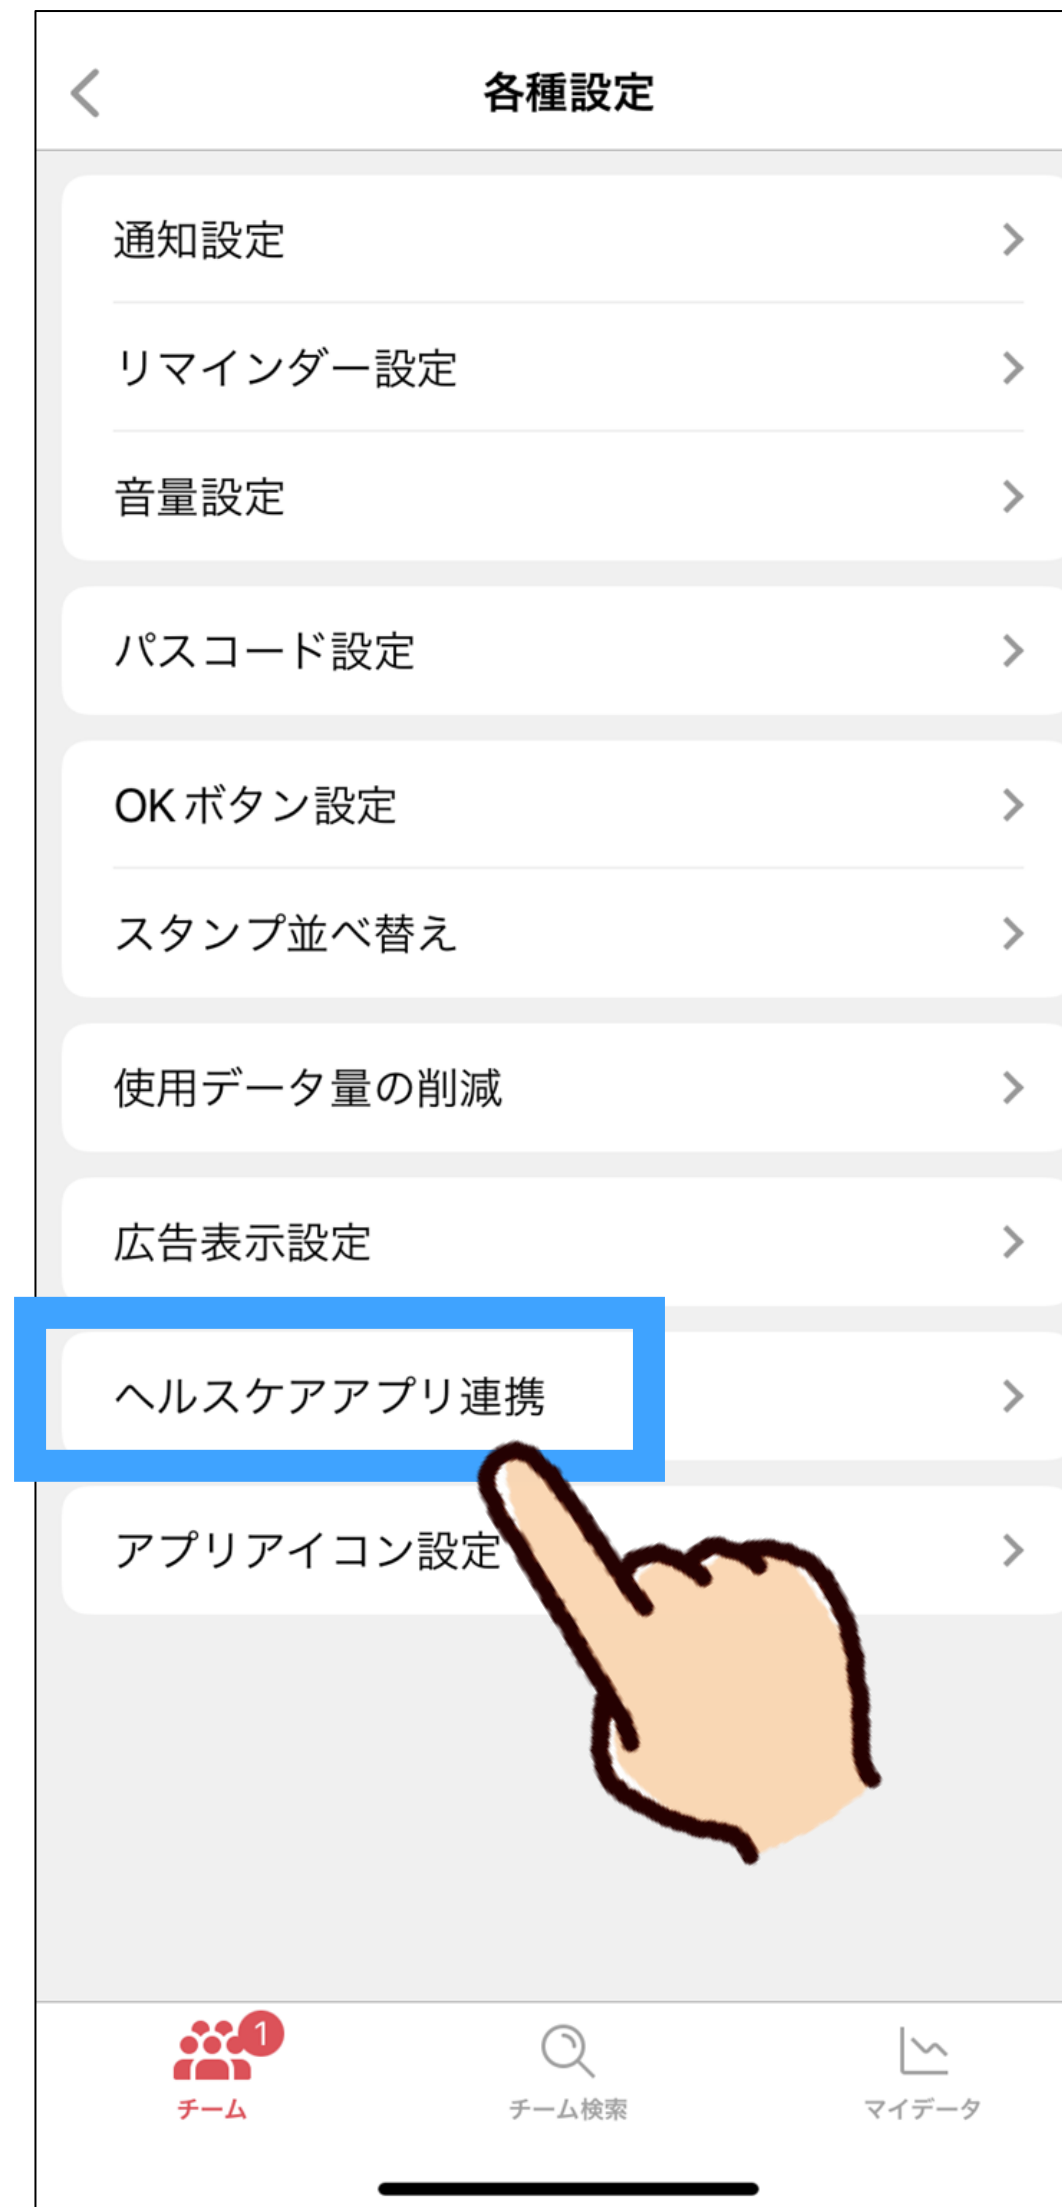 各種設定
通知設定
リマインダー設定
音量設定
パスコード設定
OKボタン設定
スタンプ並べ替え
使用データ量の削減
広告表示設定
ヘルスケアアプリ連携
アプリアイコン設定
1
チーム
チーム検索
マイデータ